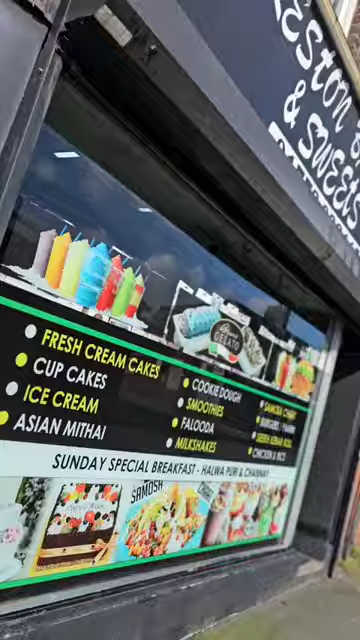 & SWEETS
GELATO
FRESH CREAM CAKES
CUP CAKES
ICE CREAM
ASIAN MITHAI
COOKIE DOUGH
SMOOTHIES
FALOODA
MILKSHAKES
SAMOSA CHAAT
BURGERS / PANINI
SEEKH KEBAB ROLL
CHICKEN & RICE
SUNDAY SPECIAL BREAKFAST - HALWA PURI & CHANNAY
SAMOSA